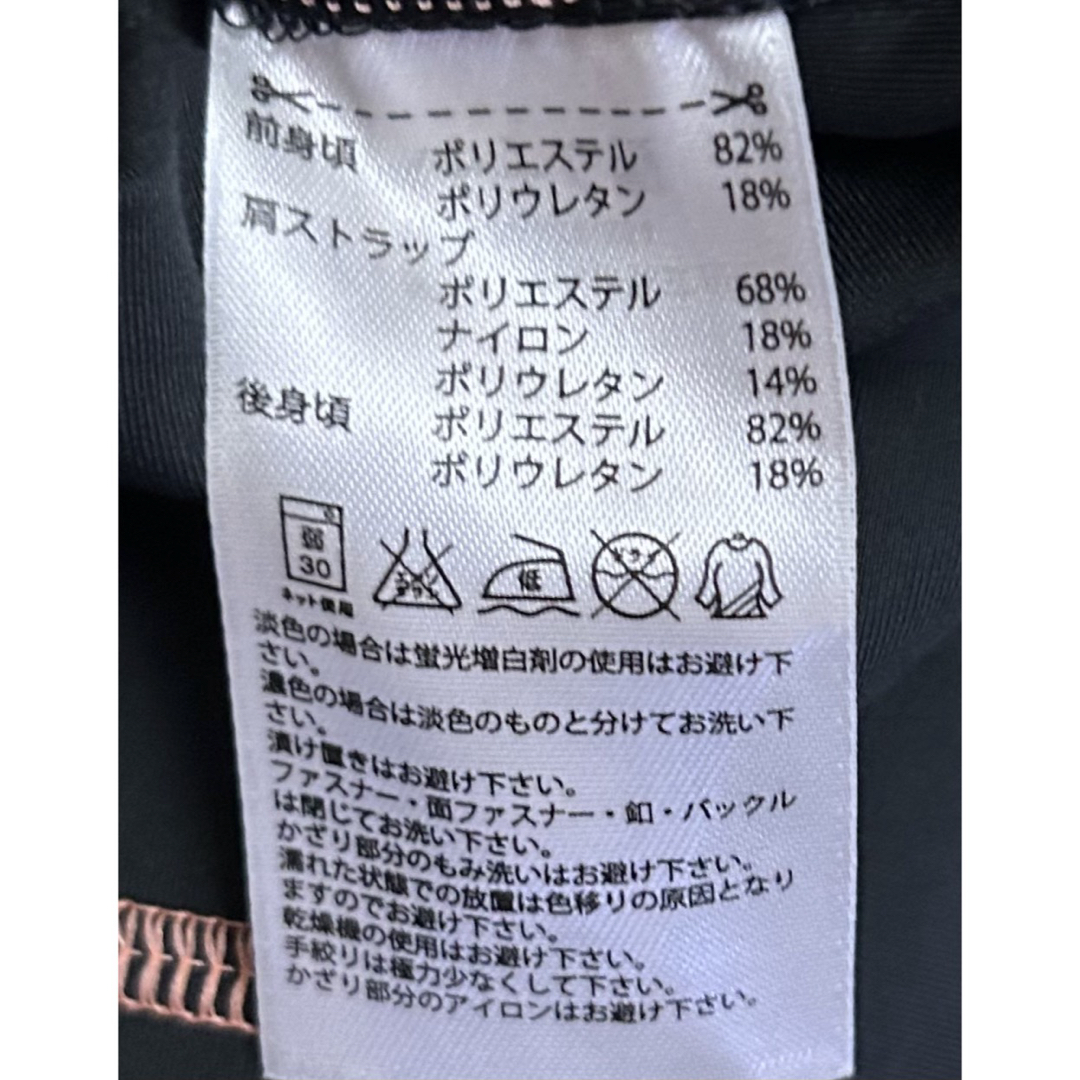 前身頃 ポリエステル 82%
ポリウレタン 18%
肩ストラップ
ポリエステル 68%
ナイロン 18%
ポリウレタン 14%
後身頃 ポリエステル 82%
ポリウレタン 18%
弱 低 ドライ
30 エンソサラシ
ネット使用
淡色の場合は蛍光増白剤の使用はお避け下
さい。
濃色の場合は淡色のものと分けてお洗い下
さい。
漬け置きはお避け下さい。
ファスナー・面ファスナー・釦・バックル
は閉じてお洗い下さい。
かざり部分のもみ洗いはお避け下さい。
濡れた状態での放置は色移りの原因となり
ますのでお避け下さい。
乾燥機の使用はお避け下さい。
手絞りは極力少なくして下さい。
かざり部分のアイロンはお避け下さい。